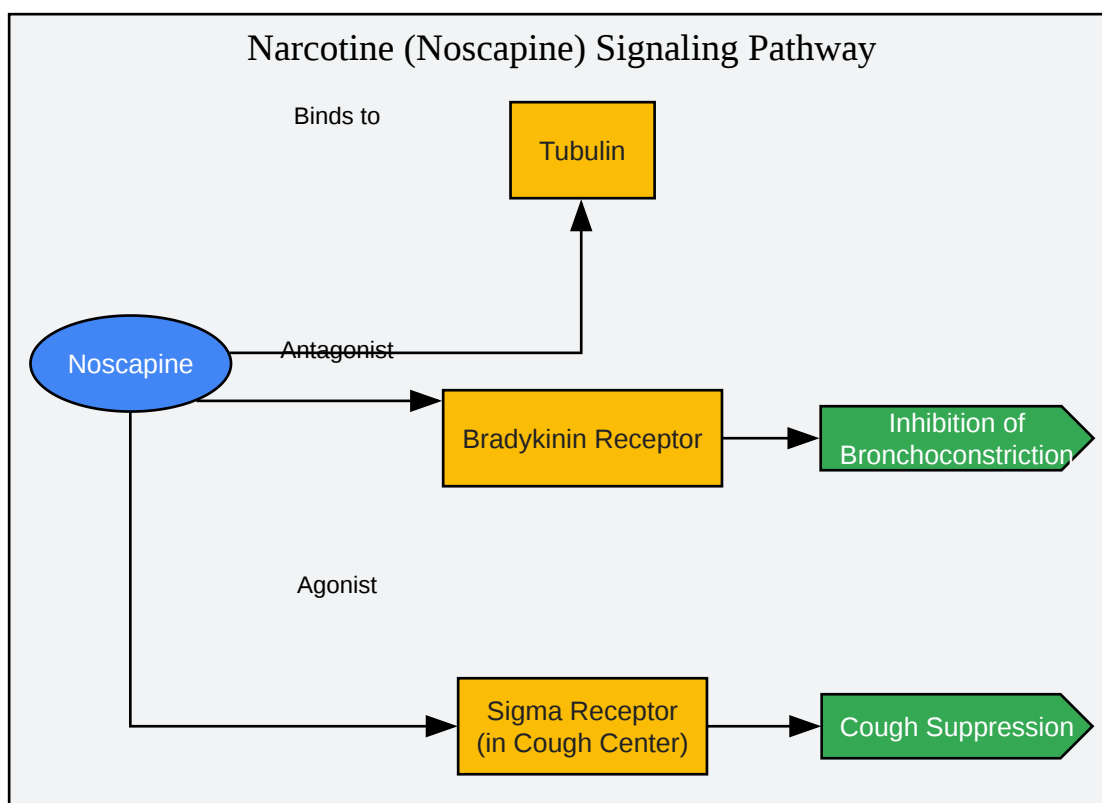 Narcotine (Noscapine) Signaling Pathway
Binds to
Tubulin
Noscapine
Antagonist
Bradykinin Receptor
Inhibition of
Bronchoconstriction
Agonist
Sigma Receptor
(in Cough Center)
Cough Suppression